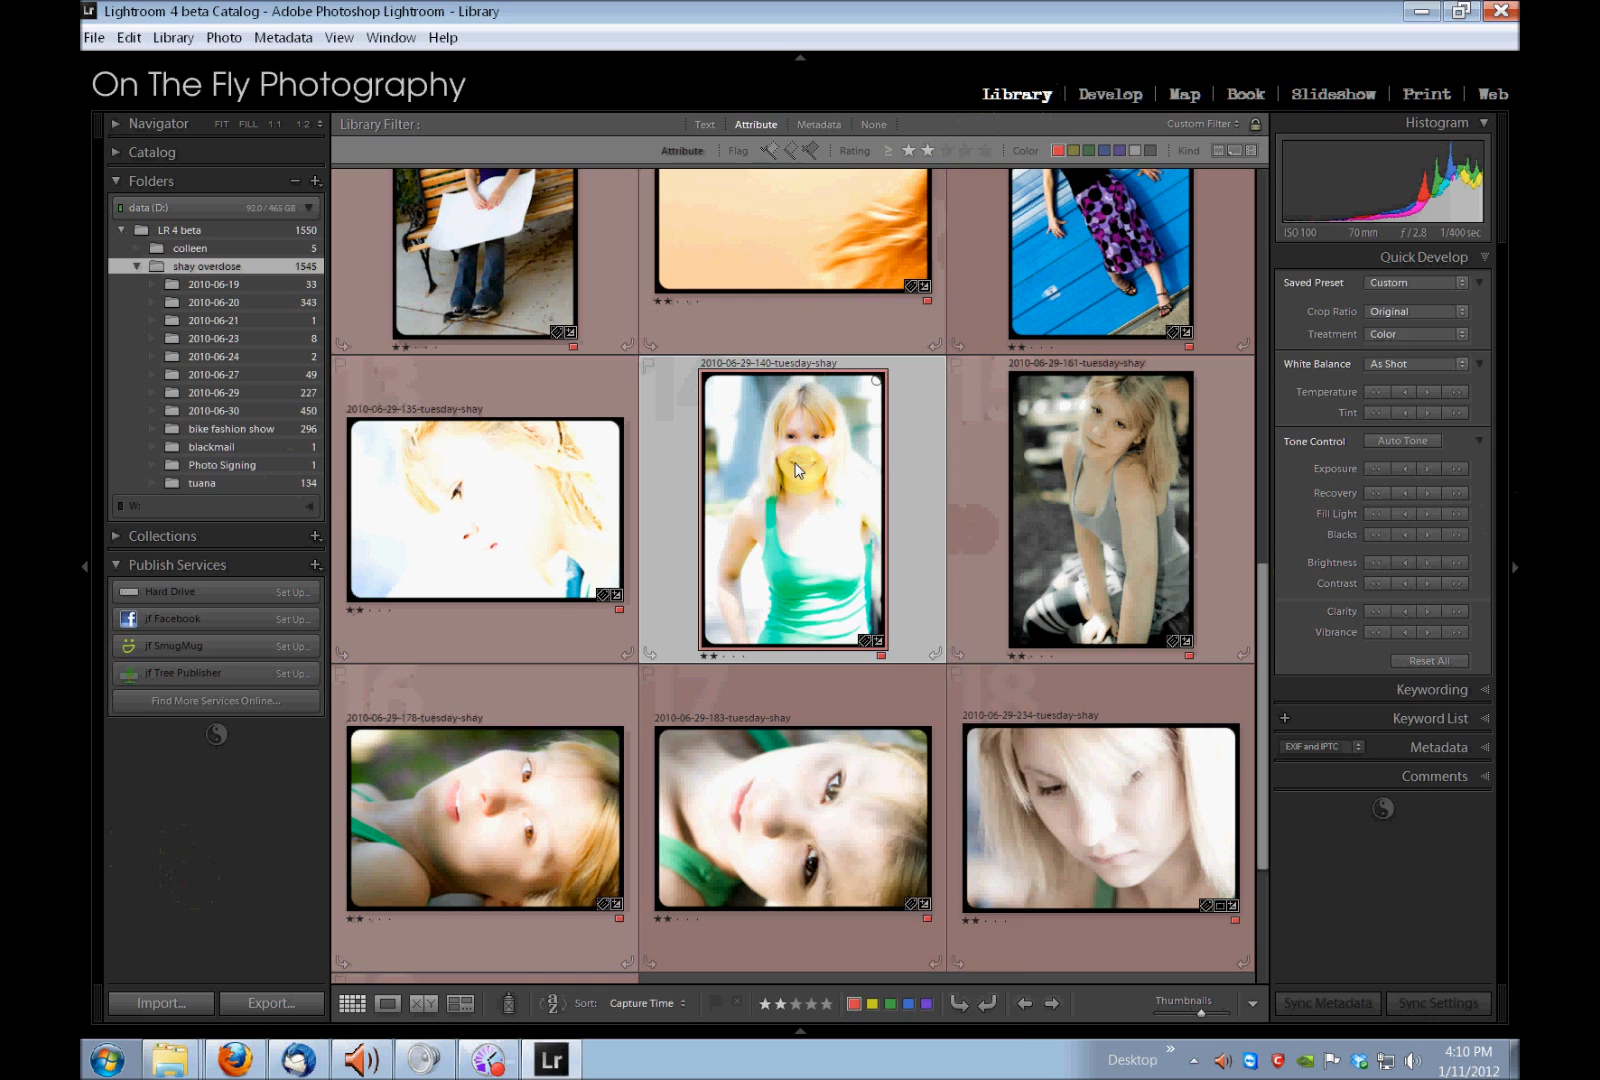 Lightroom 4 beta Catalog - Adobe Photoshop Lightroom - Library
File Edit Library Photo Metadata View Window Help
On The Fly Photography
Library Develop Map Book Slideshow Print Web
Navigator FIT FILL 1:1 1:2
Catalog
Folders
data (D:) 92.0 / 465 GB
LR 4 beta 1550
colleen 5
shay overdose 1545
2010-06-19 33
2010-06-20 343
2010-06-21 1
2010-06-23 8
2010-06-24 2
2010-06-27 49
2010-06-29 227
2010-06-30 450
bike fashion show 296
blackmail 1
Photo Signing 1
tuana 134
W:
Collections
Publish Services
Hard Drive Set Up...
jf Facebook Set Up...
jf SmugMug Set Up...
jf Tree Publisher Set Up...
Find More Services Online...
Import... Export...
Library Filter: Text Attribute Metadata None Custom Filter
Attribute Flag Rating ≥ Color Kind
2010-06-29-135-tuesday-shay
2010-06-29-140-tuesday-shay
2010-06-29-161-tuesday-shay
13 14 15
2010-06-29-178-tuesday-shay
2010-06-29-183-tuesday-shay
2010-06-29-234-tuesday-shay
16 17 18
Sort: Capture Time
Thumbnails
Histogram
ISO 100 70 mm f / 2.8 1/400 sec
Quick Develop
Saved Preset Custom
Crop Ratio Original
Treatment Color
White Balance As Shot
Temperature
Tint
Tone Control Auto Tone
Exposure
Recovery
Fill Light
Blacks
Brightness
Contrast
Clarity
Vibrance
Reset All
Keywording
Keyword List
EXIF and IPTC Metadata
Comments
Sync Metadata Sync Settings
Lr
Desktop
4:10 PM
1/11/2012